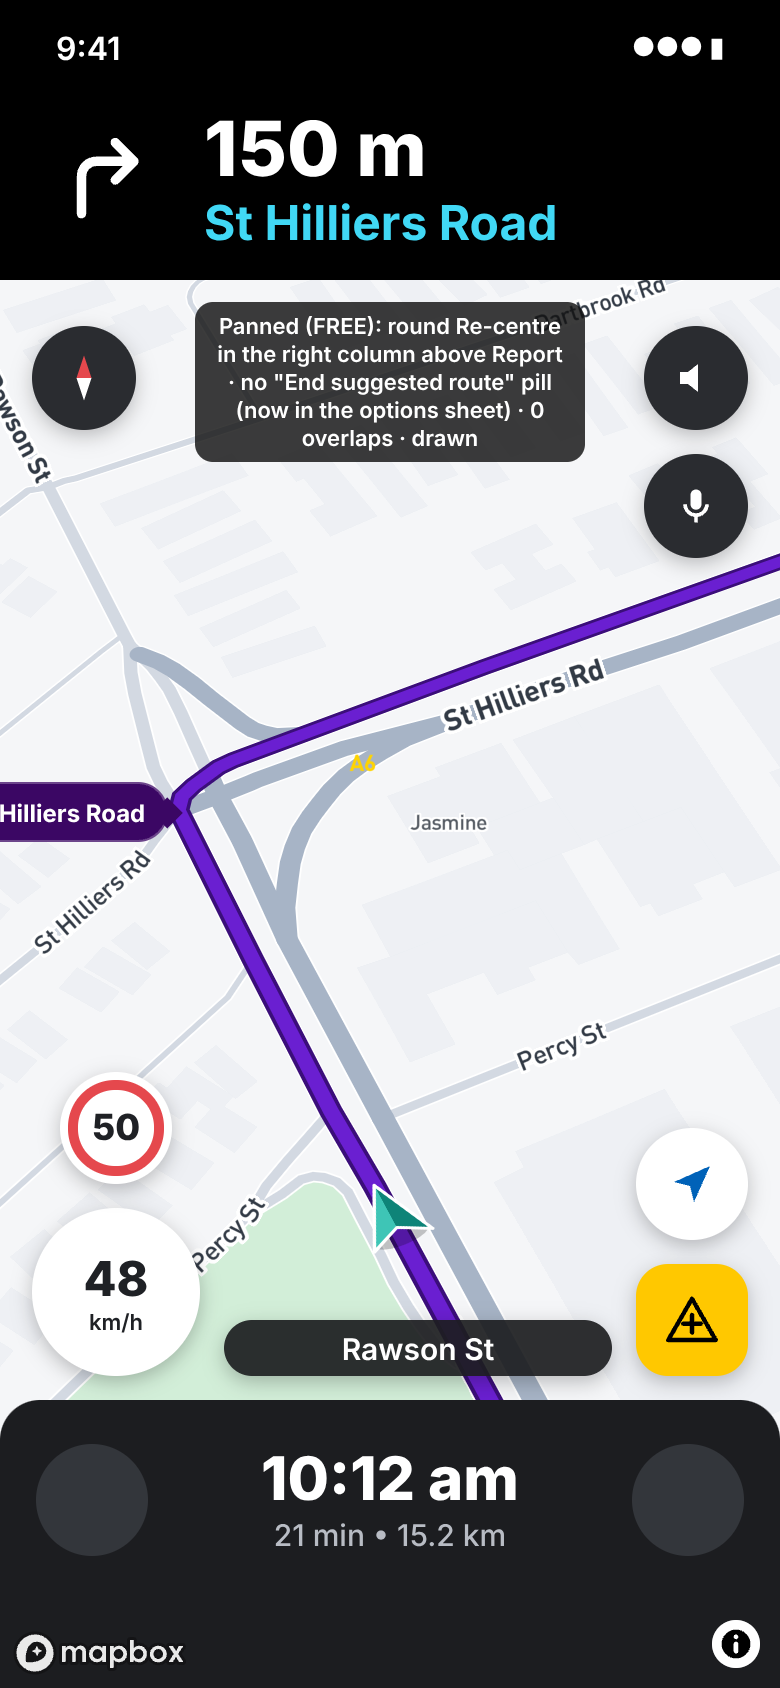 9:41
150 m
St Hilliers Road
Dartbrook Rd
Panned (FREE): round Re-centre
in the right column above Report
· no "End suggested route" pill
(now in the options sheet) · 0
overlaps · drawn
Rawson St
St Hilliers Rd
A6
Hilliers Road
Jasmine
St Hilliers Rd
Percy St
50
Percy St
48
km/h
Rawson St
10:12 am
21 min • 15.2 km
mapbox